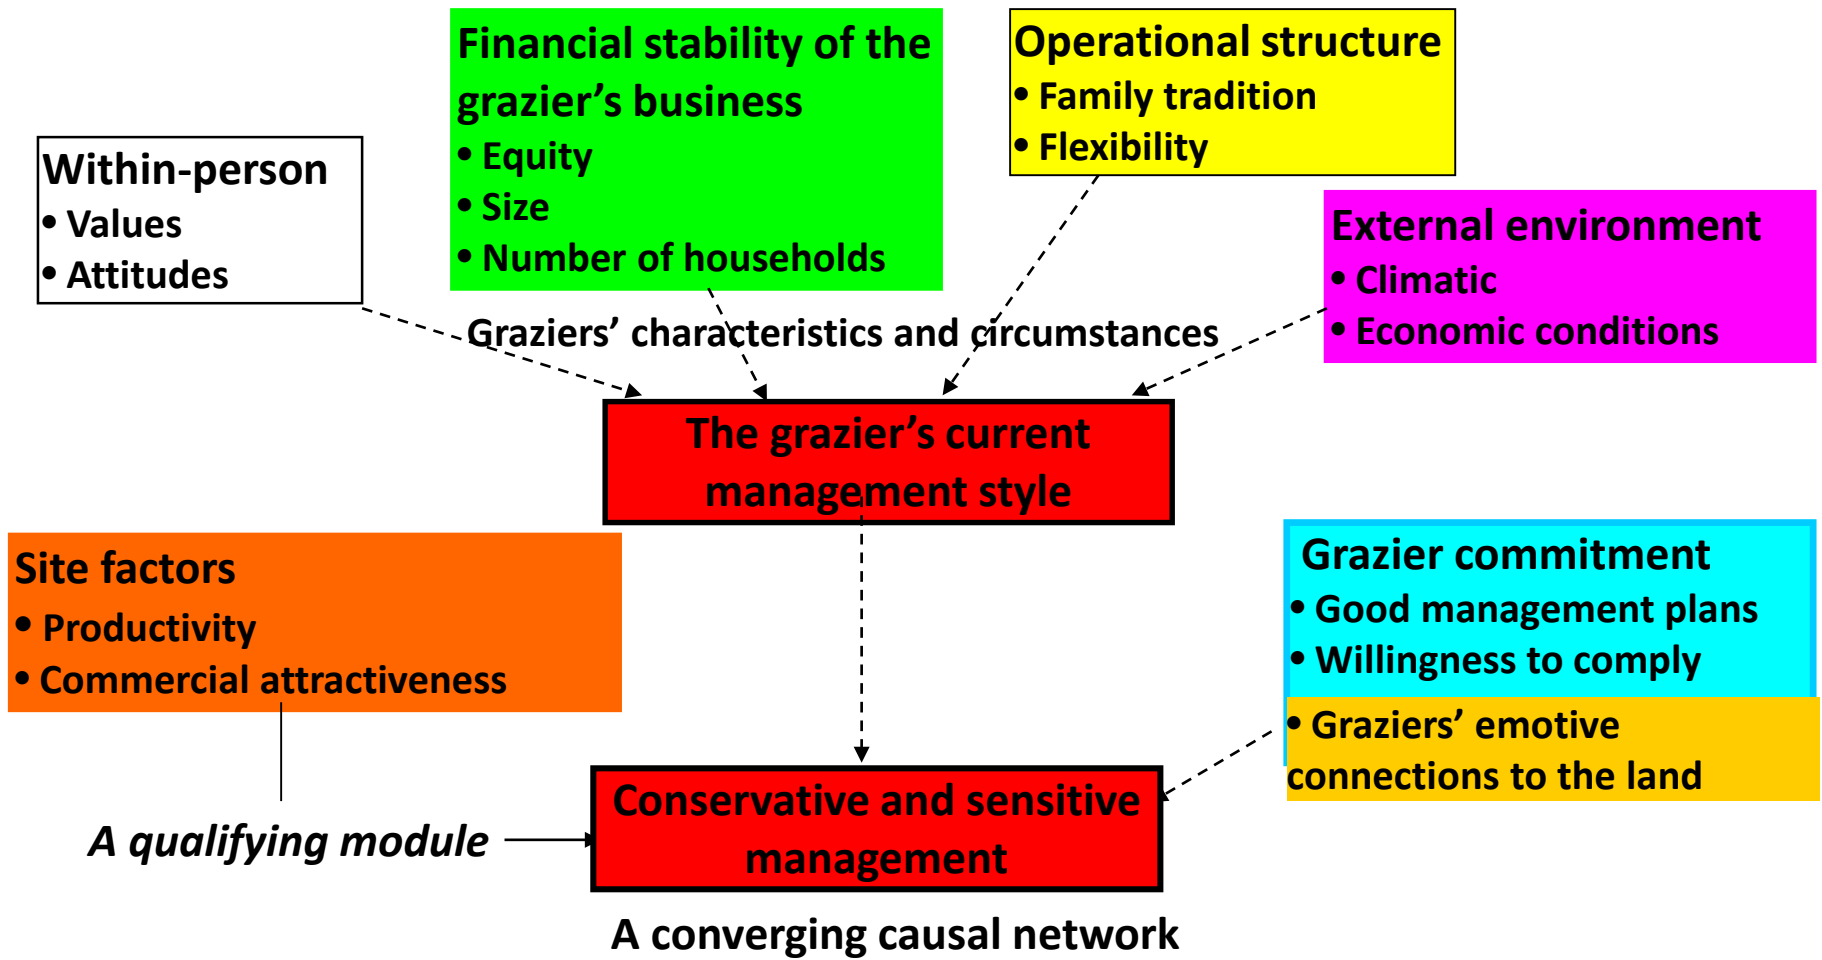 Financial stability of the
grazier’s business
• Equity
• Size
• Number of households
Operational structure
• Family tradition
• Flexibility
Within-person
• Values
• Attitudes
External environment
• Climatic
• Economic conditions
Graziers’ characteristics and circumstances
The grazier’s current
management style
Site factors
• Productivity
• Commercial attractiveness
Grazier commitment
• Good management plans
• Willingness to comply
• Graziers’ emotive
connections to the land
A qualifying module
Conservative and sensitive
management
A converging causal network